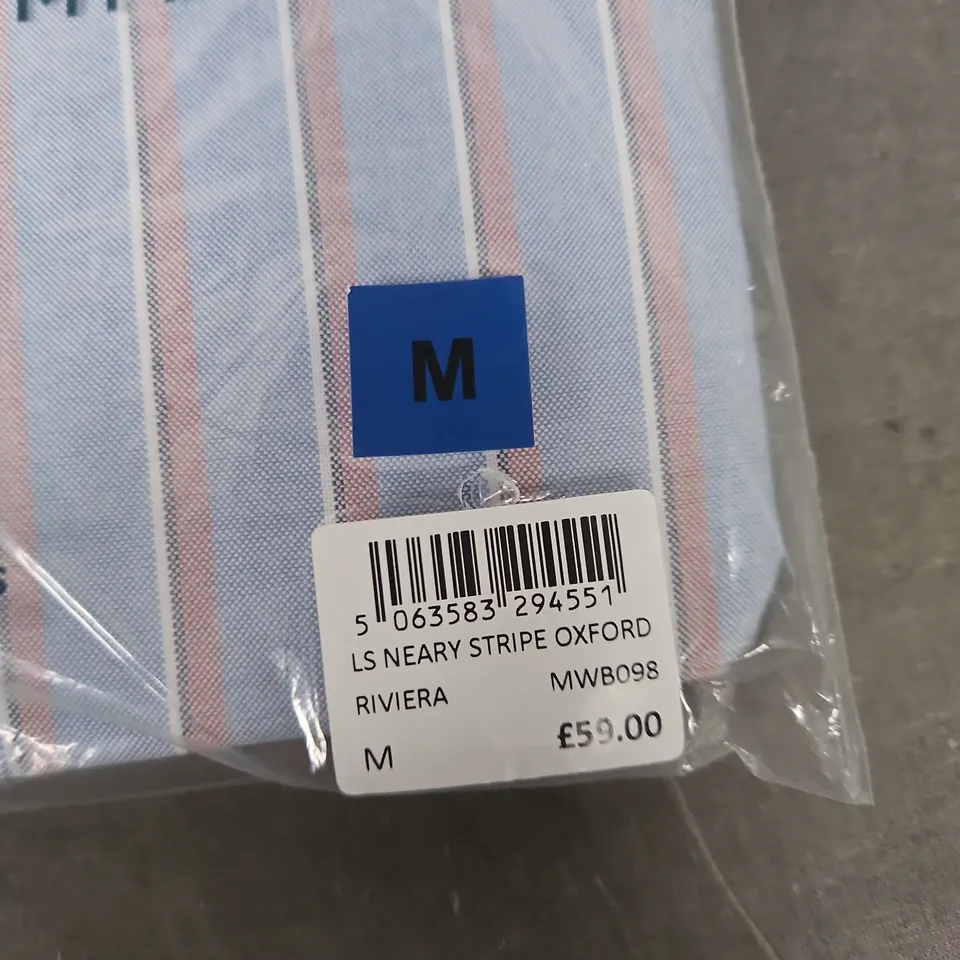 M
5 063583 294551
LS NEARY STRIPE OXFORD
RIVIERA MWB098
M £59.00